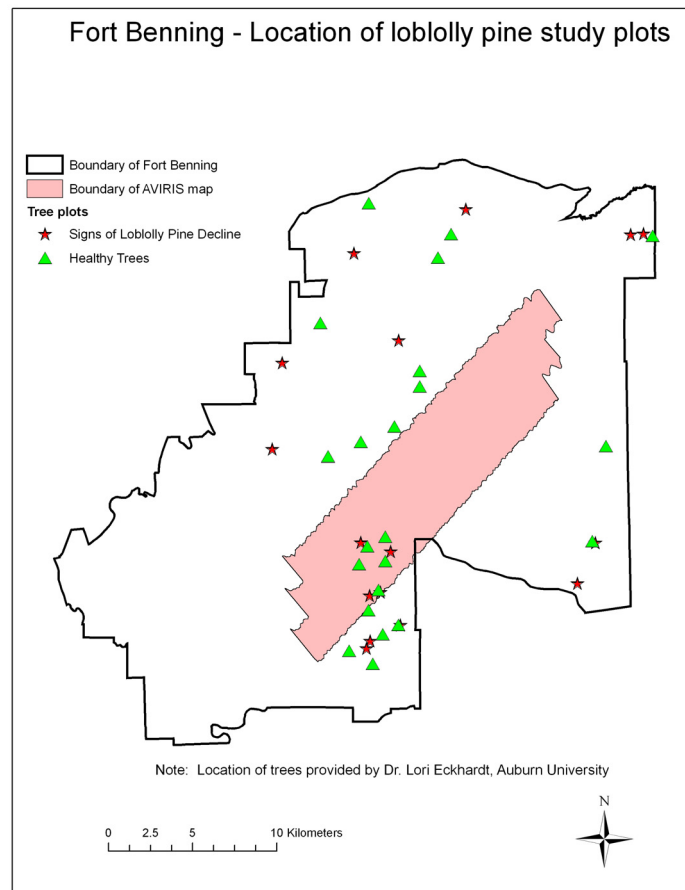 Fort Benning - Location of loblolly pine study plots
Boundary of Fort Benning
Boundary of AVIRIS map
Tree plots
Signs of Loblolly Pine Decline
Healthy Trees
Note: Location of trees provided by Dr. Lori Eckhardt, Auburn University
N
0 2.5 5 10 Kilometers